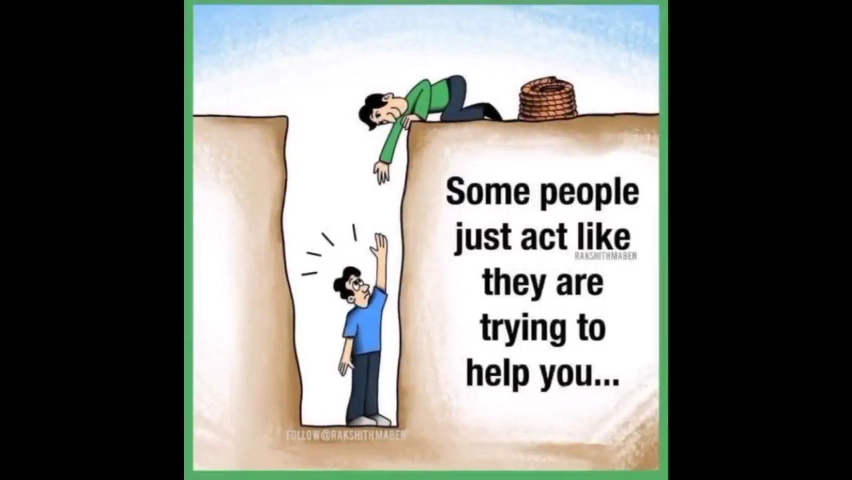 Some people
just act like
RAKSHITHMABEN
they are
trying to
help you...
FOLLOW@RAKSHITHMABEN